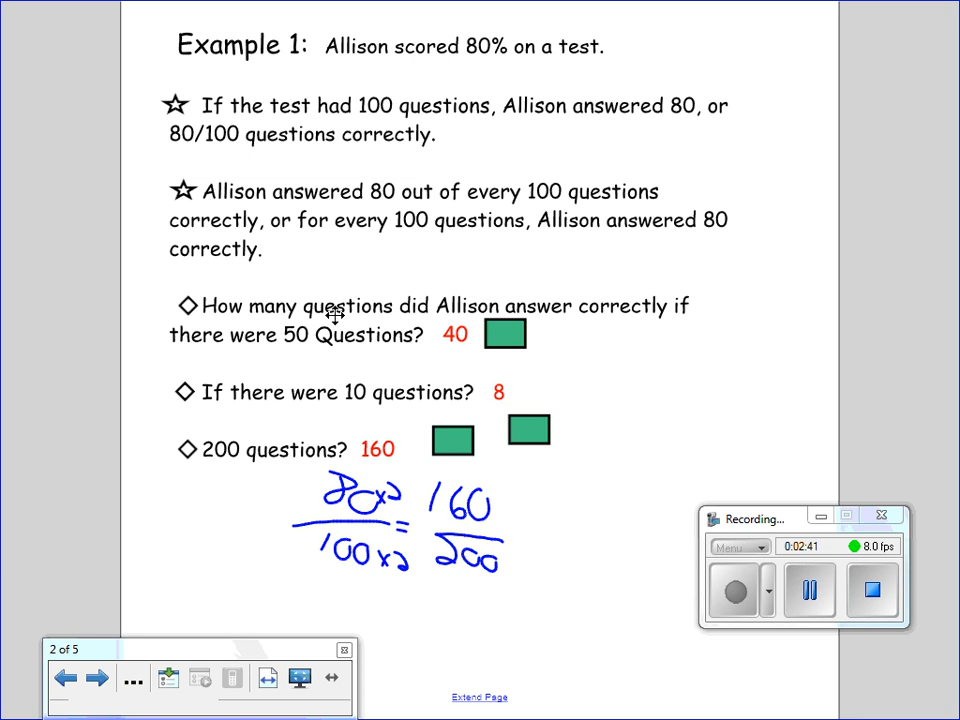 Example 1: Allison scored 80% on a test.
If the test had 100 questions, Allison answered 80, or
80/100 questions correctly.
Allison answered 80 out of every 100 questions
correctly, or for every 100 questions, Allison answered 80
correctly.
How many questions did Allison answer correctly if
there were 50 Questions? 40
If there were 10 questions? 8
200 questions? 160
80x2 = 160
100x2 200
Recording...
Menu 0:02:41 8.0 fps
2 of 5
...
Extend Page